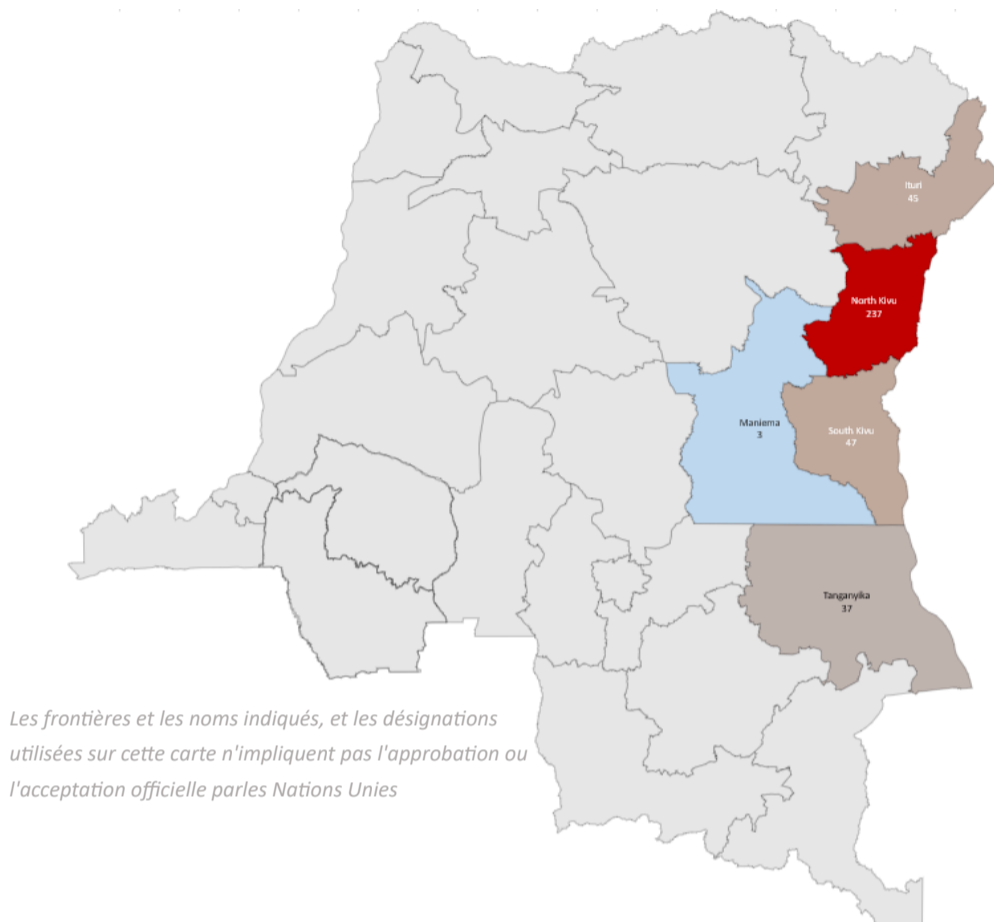 Ituri
45
North Kivu
237
Maniema
3
South Kivu
47
Tanganyika
37
Les frontières et les noms indiqués, et les désignations
utilisées sur cette carte n'impliquent pas l'approbation ou
l'acceptation officielle parles Nations Unies